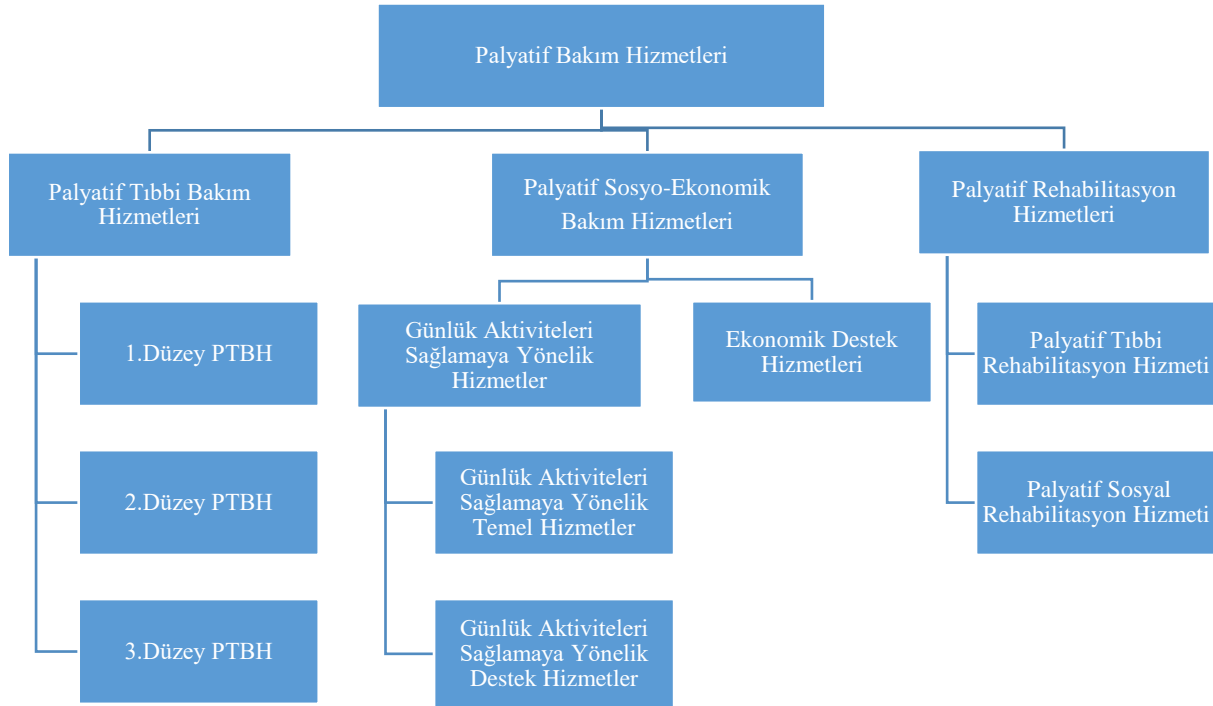 Palyatif Bakım Hizmetleri
Palyatif Tıbbi Bakım
Hizmetleri
Palyatif Sosyo-Ekonomik
Bakım Hizmetleri
Palyatif Rehabilitasyon
Hizmetleri
1.Düzey PTBH
2.Düzey PTBH
3.Düzey PTBH
Günlük Aktiviteleri
Sağlamaya Yönelik
Hizmetler
Ekonomik Destek
Hizmetleri
Günlük Aktiviteleri
Sağlamaya Yönelik
Temel Hizmetler
Günlük Aktiviteleri
Sağlamaya Yönelik
Destek Hizmetler
Palyatif Tıbbi
Rehabilitasyon Hizmeti
Palyatif Sosyal
Rehabilitasyon Hizmeti